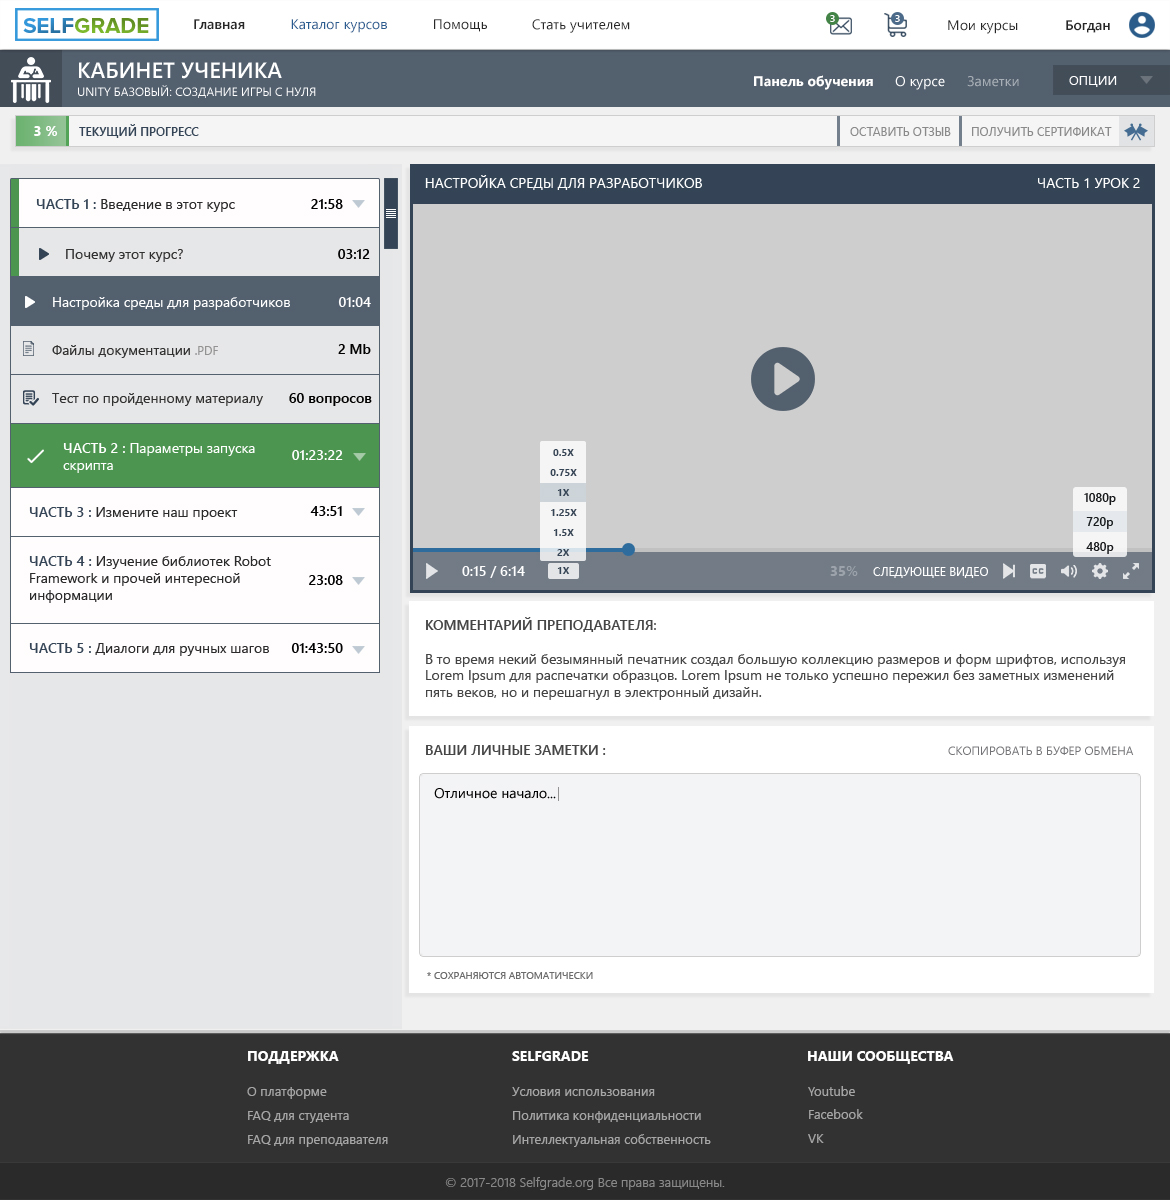 SELFGRADE
Главная
Каталог курсов
Помощь
Стать учителем
3
3
Мои курсы
Богдан
КАБИНЕТ УЧЕНИКА
UNITY БАЗОВЫЙ: СОЗДАНИЕ ИГРЫ С НУЛЯ
Панель обучения
О курсе
Заметки
ОПЦИИ
3 %
ТЕКУЩИЙ ПРОГРЕСС
ОСТАВИТЬ ОТЗЫВ
ПОЛУЧИТЬ СЕРТИФИКАТ
ЧАСТЬ 1 : Введение в этот курс 21:58
Почему этот курс? 03:12
Настройка среды для разработчиков 01:04
Файлы документации .PDF 2 Mb
Тест по пройденному материалу 60 вопросов
ЧАСТЬ 2 : Параметры запуска
скрипта
01:23:22
ЧАСТЬ 3 : Измените наш проект 43:51
ЧАСТЬ 4 : Изучение библиотек Robot
Framework и прочей интересной
информации
23:08
ЧАСТЬ 5 : Диалоги для ручных шагов 01:43:50
НАСТРОЙКА СРЕДЫ ДЛЯ РАЗРАБОТЧИКОВ
ЧАСТЬ 1 УРОК 2
0.5X
0.75X
1X
1.25X
1.5X
2X
1080p
720p
480p
0:15 / 6:14
1X
35%
СЛЕДУЮЩЕЕ ВИДЕО
CC
КОММЕНТАРИЙ ПРЕПОДАВАТЕЛЯ:
В то время некий безымянный печатник создал большую коллекцию размеров и форм шрифтов, используя
Lorem Ipsum для распечатки образцов. Lorem Ipsum не только успешно пережил без заметных изменений
пять веков, но и перешагнул в электронный дизайн.
ВАШИ ЛИЧНЫЕ ЗАМЕТКИ :
СКОПИРОВАТЬ В БУФЕР ОБМЕНА
Отличное начало...
* СОХРАНЯЮТСЯ АВТОМАТИЧЕСКИ
ПОДДЕРЖКА
О платформе
FAQ для студента
FAQ для преподавателя
SELFGRADE
Условия использования
Политика конфиденциальности
Интеллектуальная собственность
НАШИ СООБЩЕСТВА
Youtube
Facebook
VK
© 2017-2018 Selfgrade.org Все права защищены.